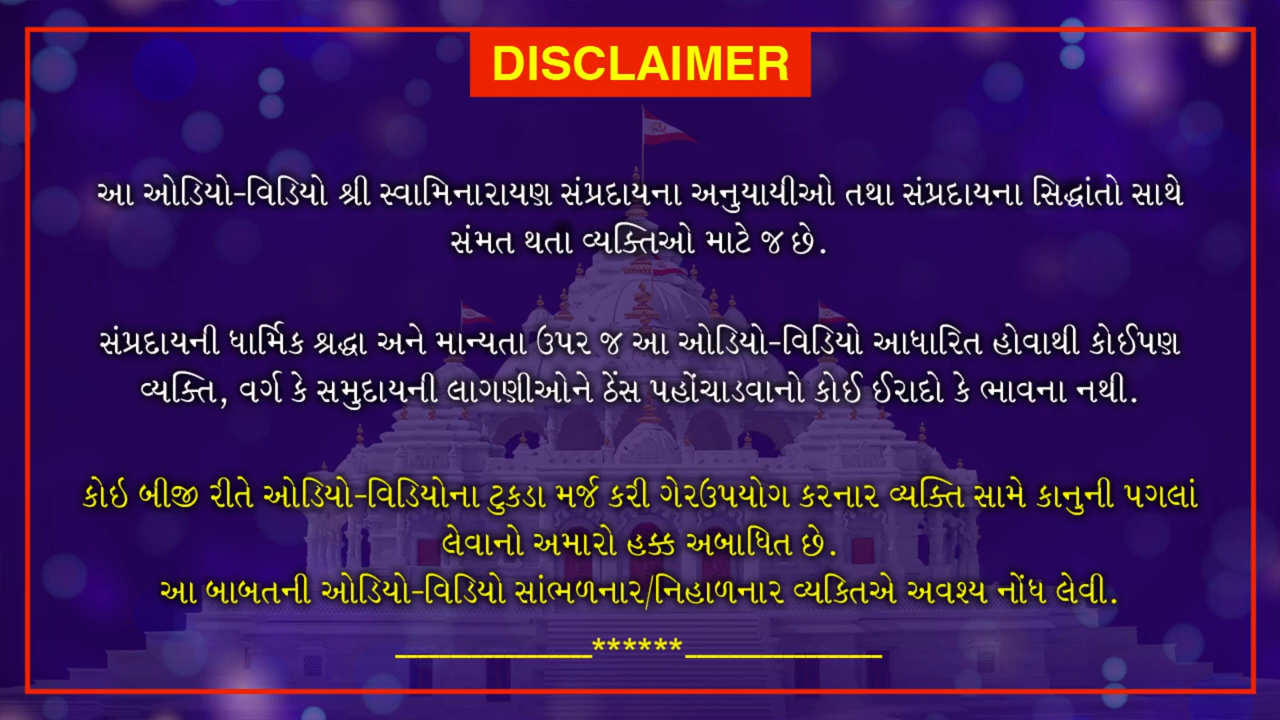 DISCLAIMER
આ ઓડિયો-વિડિયો શ્રી સ્વામિનારાયણ સંપ્રદાયના અનુયાયીઓ તથા સંપ્રદાયના સિદ્ધાંતો સાથે
સંમત થતા વ્યક્તિઓ માટે જ છે.
સંપ્રદાયની ધાર્મિક શ્રદ્ધા અને માન્યતા ઉપર જ આ ઓડિયો-વિડિયો આધારિત હોવાથી કોઈપણ
વ્યક્તિ, વર્ગ કે સમુદાયની લાગણીઓને ઠેંસ પહોંચાડવાનો કોઈ ઈરાદો કે ભાવના નથી.
કોઇ બીજી રીતે ઓડિયો-વિડિયોના ટુકડા મર્જ કરી ગેરઉપયોગ કરનાર વ્યક્તિ સામે કાનુની પગલાં
લેવાનો અમારો હક્ક અબાધિત છે.
આ બાબતની ઓડિયો-વિડિયો સાંભળનાર/નિહાળનાર વ્યકિતએ અવશ્ય નોંધ લેવી.
_______________******_______________